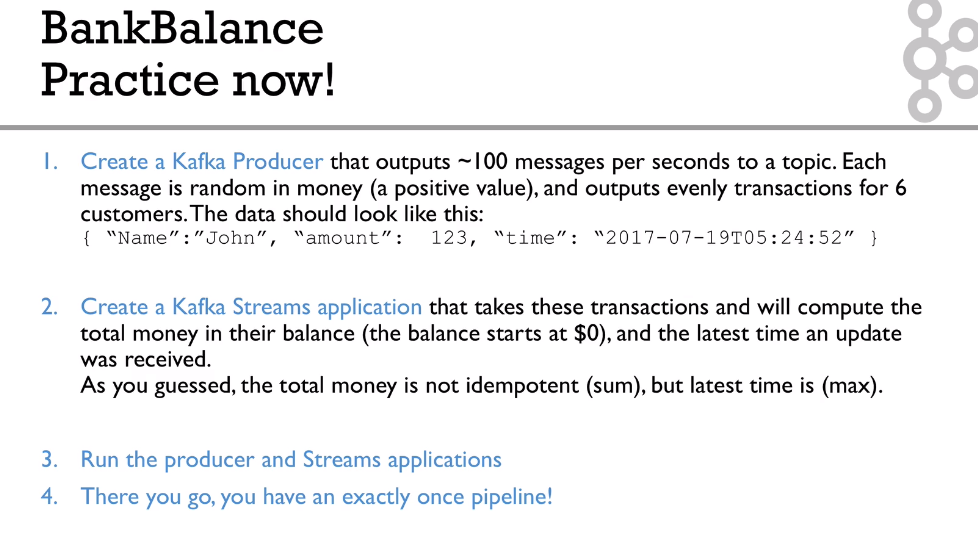 BankBalance
Practice now!
1. Create a Kafka Producer that outputs ~100 messages per seconds to a topic. Each
message is random in money (a positive value), and outputs evenly transactions for 6
customers. The data should look like this:
{ “Name”:”John”, “amount”:  123, “time”: “2017-07-19T05:24:52” }
2. Create a Kafka Streams application that takes these transactions and will compute the
total money in their balance (the balance starts at $0), and the latest time an update
was received.
As you guessed, the total money is not idempotent (sum), but latest time is (max).
3. Run the producer and Streams applications
4. There you go, you have an exactly once pipeline!